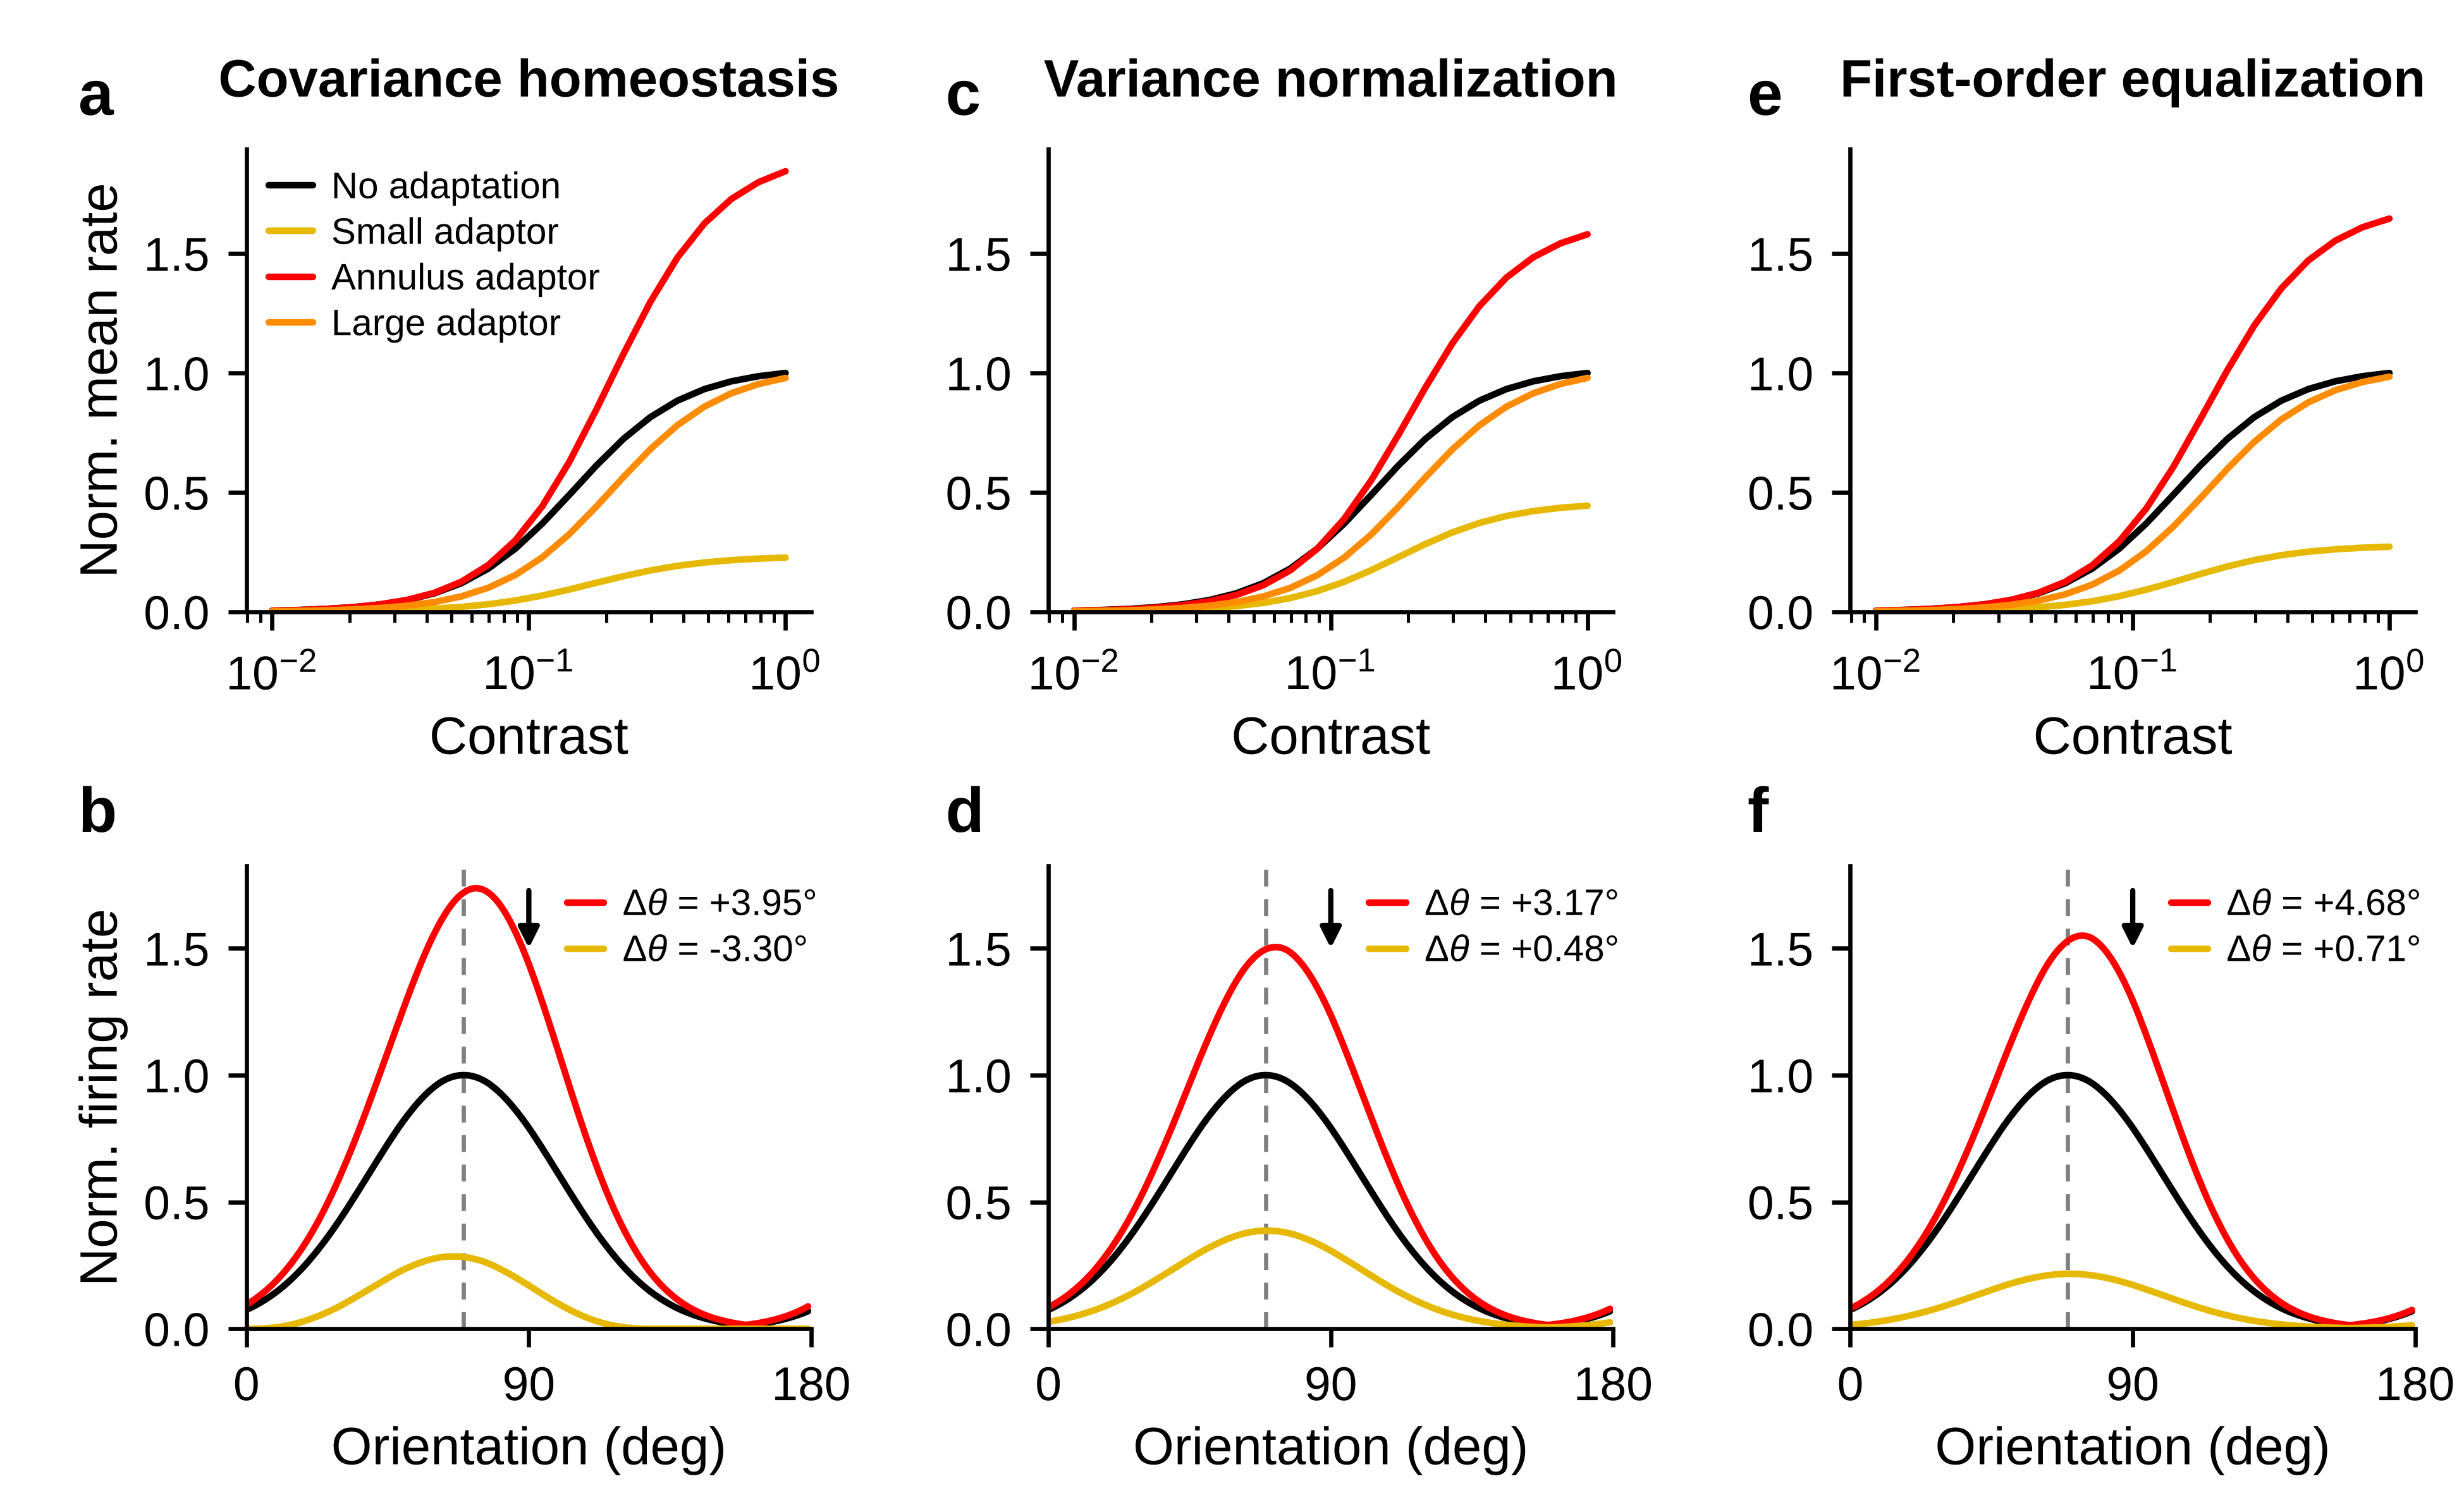 a Covariance homeostasis
Norm. mean rate
1.5
1.0
0.5
0.0
No adaptation
Small adaptor
Annulus adaptor
Large adaptor
10⁻² 10⁻¹ 10⁰
Contrast
c Variance normalization
1.5
1.0
0.5
0.0
10⁻² 10⁻¹ 10⁰
Contrast
e First-order equalization
1.5
1.0
0.5
0.0
10⁻² 10⁻¹ 10⁰
Contrast
b
Norm. firing rate
1.5
1.0
0.5
0.0
Δθ = +3.95°
Δθ = -3.30°
0 90 180
Orientation (deg)
d
1.5
1.0
0.5
0.0
Δθ = +3.17°
Δθ = +0.48°
0 90 180
Orientation (deg)
f
1.5
1.0
0.5
0.0
Δθ = +4.68°
Δθ = +0.71°
0 90 180
Orientation (deg)